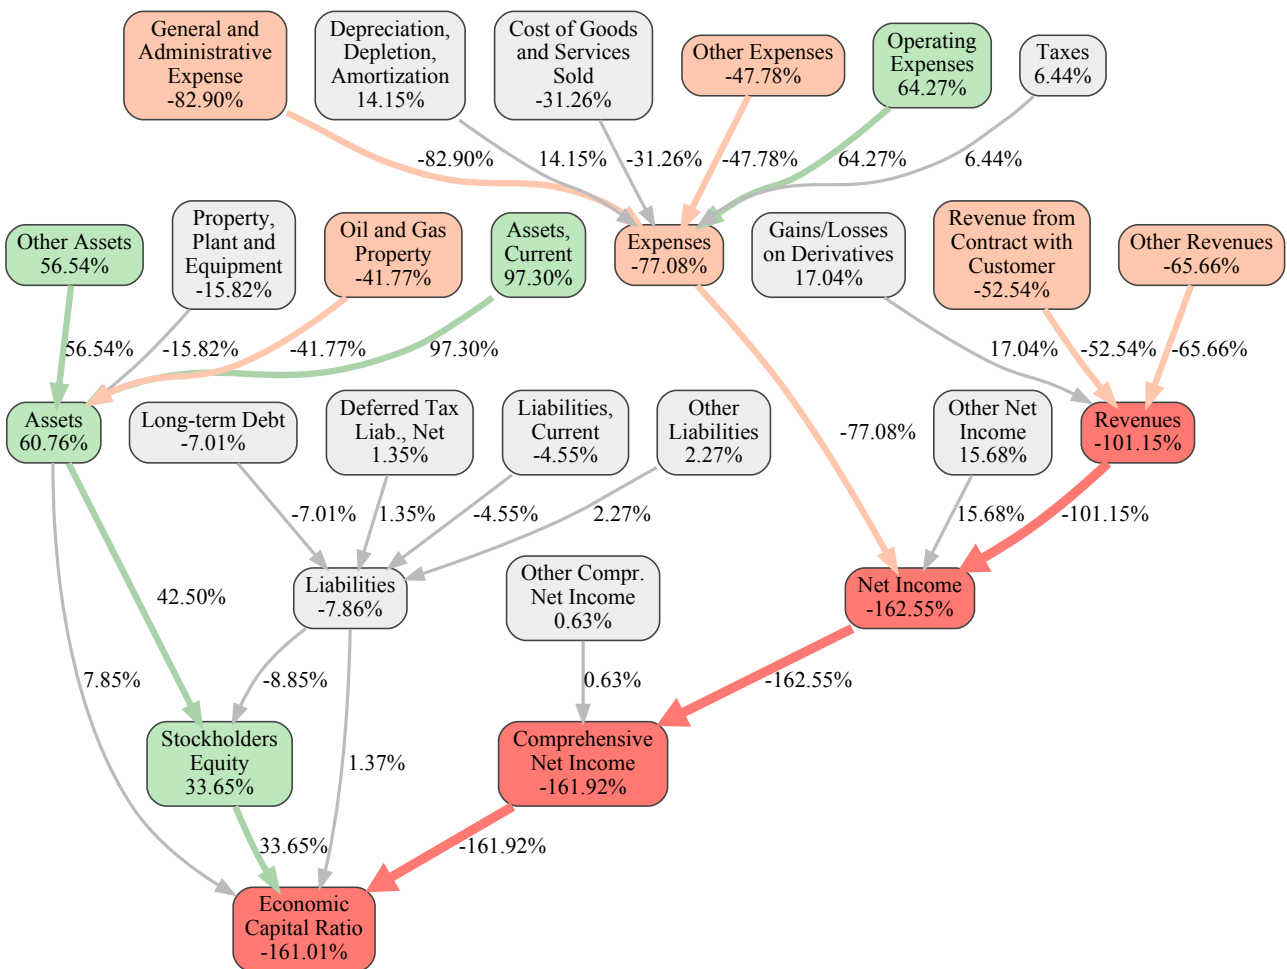 General and
Administrative
Expense
-82.90%
Depreciation,
Depletion,
Amortization
14.15%
Cost of Goods
and Services
Sold
-31.26%
Other Expenses
-47.78%
Operating
Expenses
64.27%
Taxes
6.44%
-82.90%
14.15%
-31.26%
-47.78%
64.27%
6.44%
Other Assets
56.54%
Property,
Plant and
Equipment
-15.82%
Oil and Gas
Property
-41.77%
Assets,
Current
97.30%
Expenses
-77.08%
Gains/Losses
on Derivatives
17.04%
Revenue from
Contract with
Customer
-52.54%
Other Revenues
-65.66%
56.54%
-15.82%
-41.77%
97.30%
17.04%
-52.54%
-65.66%
Assets
60.76%
Long-term Debt
-7.01%
Deferred Tax
Liab., Net
1.35%
Liabilities,
Current
-4.55%
Other
Liabilities
2.27%
-77.08%
Other Net
Income
15.68%
Revenues
-101.15%
-7.01%
1.35%
-4.55%
2.27%
15.68%
-101.15%
42.50%
Liabilities
-7.86%
Other Compr.
Net Income
0.63%
Net Income
-162.55%
7.85%
-8.85%
0.63%
-162.55%
Stockholders
Equity
33.65%
1.37%
Comprehensive
Net Income
-161.92%
33.65%
-161.92%
Economic
Capital Ratio
-161.01%